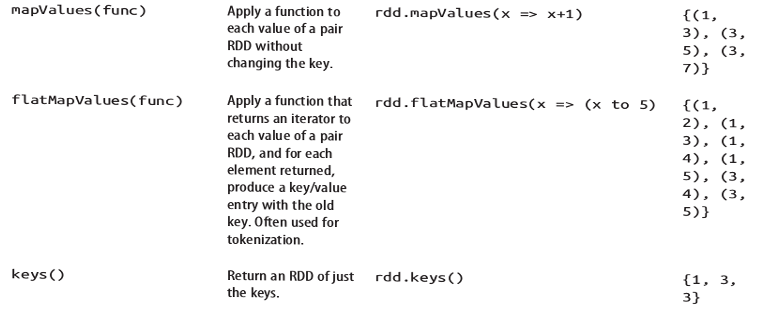 mapValues(func)
Apply a function to
each value of a pair
RDD without
changing the key.
rdd.mapValues(x => x+1)
{(1,
3), (3,
5), (3,
7)}
flatMapValues(func)
Apply a function that
returns an iterator to
each value of a pair
RDD, and for each
element returned,
produce a key/value
entry with the old
key. Often used for
tokenization.
rdd.flatMapValues(x => (x to 5)
{(1,
2), (1,
3), (1,
4), (1,
5), (3,
4), (3,
5)}
keys()
Return an RDD of just
the keys.
rdd.keys()
{1, 3,
3}